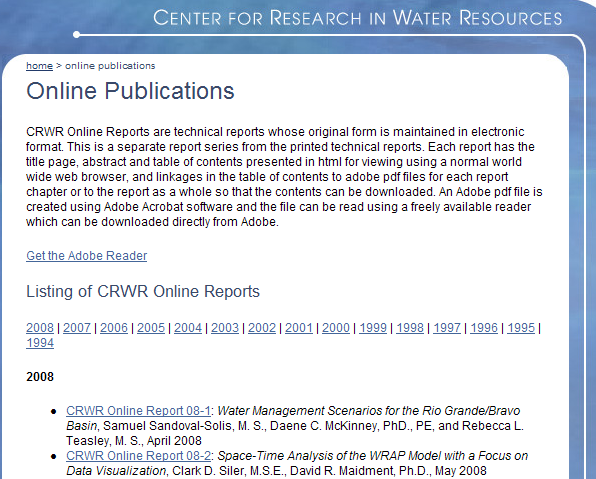 CENTER FOR RESEARCH IN WATER RESOURCES
home > online publications
Online Publications
CRWR Online Reports are technical reports whose original form is maintained in electronic
format. This is a separate report series from the printed technical reports. Each report has the
title page, abstract and table of contents presented in html for viewing using a normal world
wide web browser, and linkages in the table of contents to adobe pdf files for each report
chapter or to the report as a whole so that the contents can be downloaded. An Adobe pdf file is
created using Adobe Acrobat software and the file can be read using a freely available reader
which can be downloaded directly from Adobe.
Get the Adobe Reader
Listing of CRWR Online Reports
2008 | 2007 | 2006 | 2005 | 2004 | 2003 | 2002 | 2001 | 2000 | 1999 | 1998 | 1997 | 1996 | 1995 |
1994
2008
• CRWR Online Report 08-1: Water Management Scenarios for the Rio Grande/Bravo
Basin, Samuel Sandoval-Solis, M. S., Daene C. McKinney, PhD., PE, and Rebecca L.
Teasley, M. S., April 2008
• CRWR Online Report 08-2: Space-Time Analysis of the WRAP Model with a Focus on
Data Visualization, Clark D. Siler, M.S.E., David R. Maidment, Ph.D., May 2008